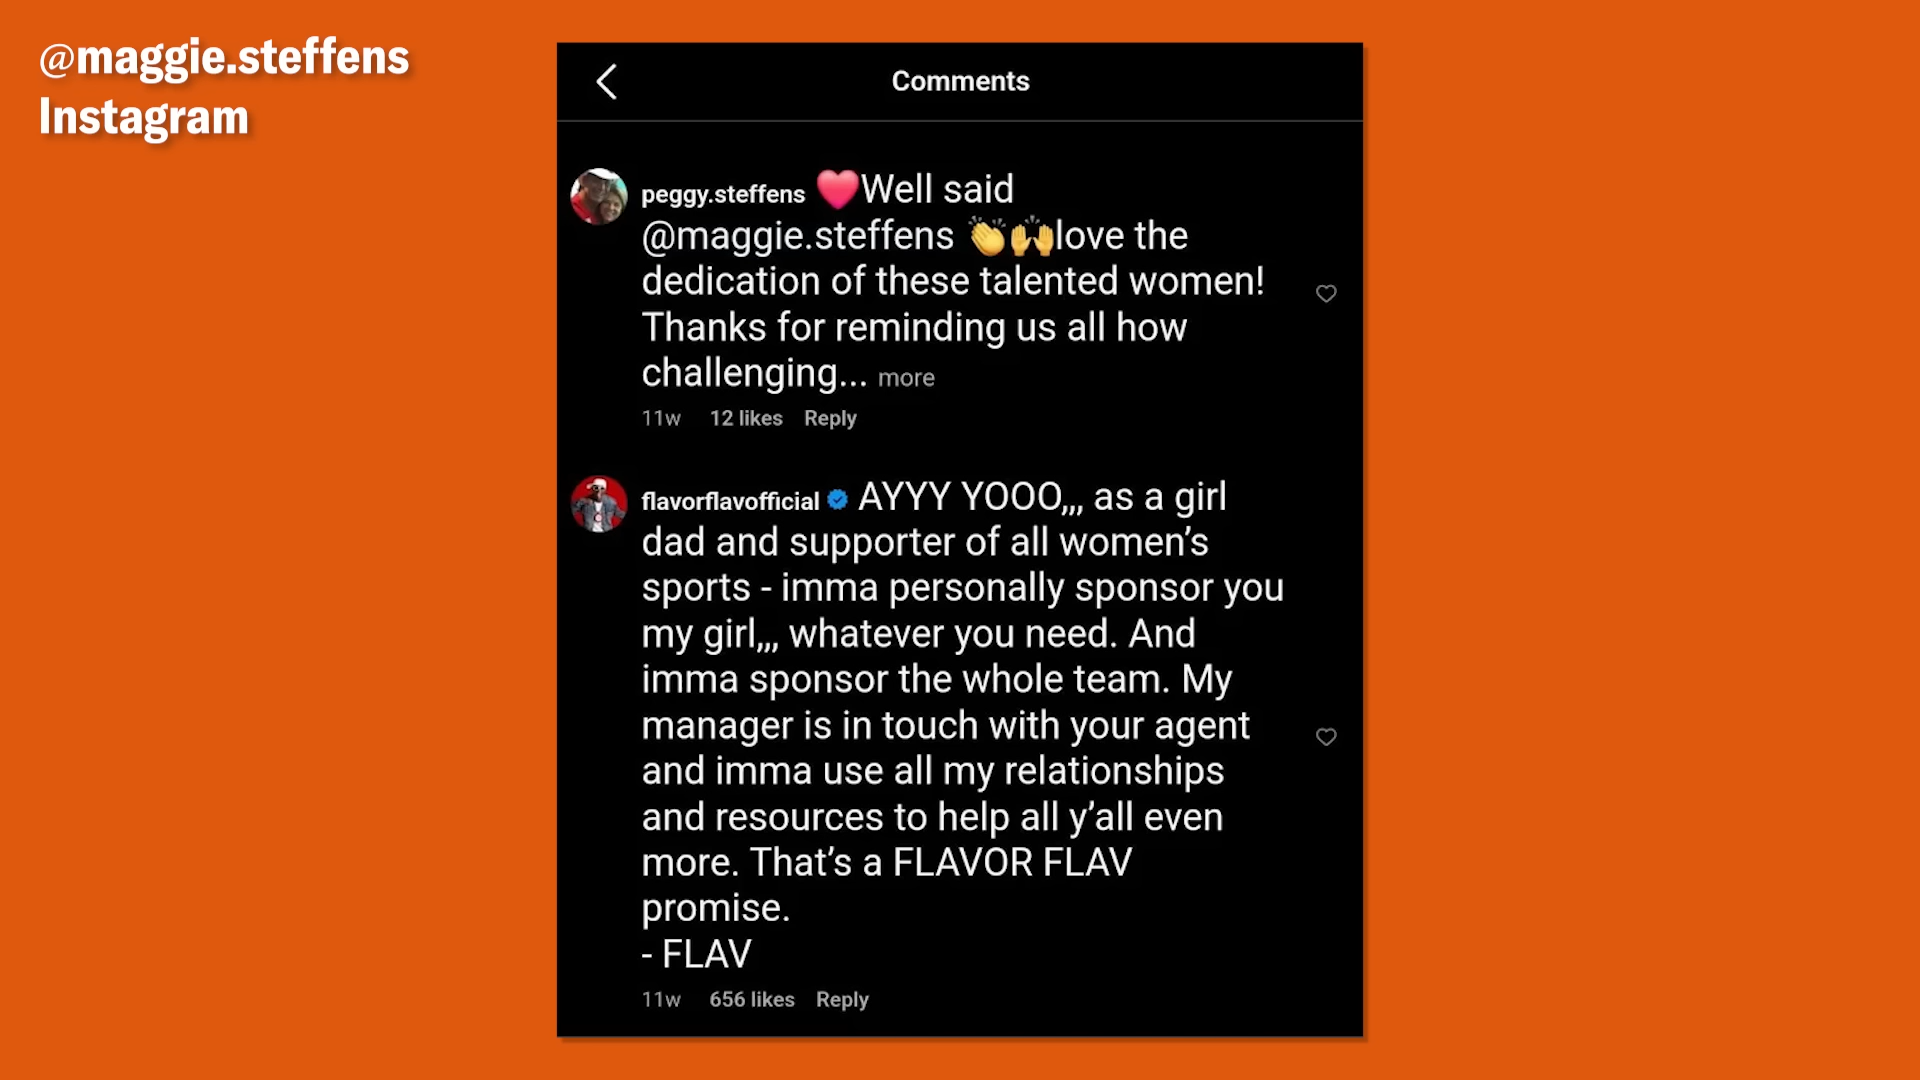 @maggie.steffens
Instagram
Comments
peggy.steffens ❤️Well said
@maggie.steffens 👏🙌love the
dedication of these talented women!
Thanks for reminding us all how
challenging... more
11w 12 likes Reply
flavorflavofficial AYYY YOOO,,, as a girl
dad and supporter of all women’s
sports - imma personally sponsor you
my girl,,, whatever you need. And
imma sponsor the whole team. My
manager is in touch with your agent
and imma use all my relationships
and resources to help all y’all even
more. That’s a FLAVOR FLAV
promise.
- FLAV
11w 656 likes Reply